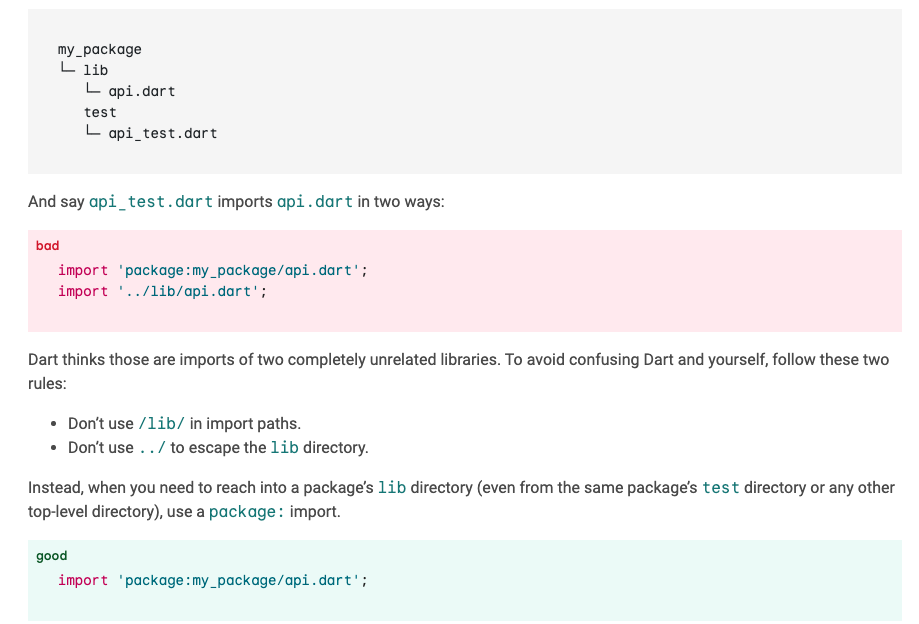 my_package
└─ lib
└─ api.dart
test
└─ api_test.dart
And say api_test.dart imports api.dart in two ways:
bad
import 'package:my_package/api.dart';
import '../lib/api.dart';
Dart thinks those are imports of two completely unrelated libraries. To avoid confusing Dart and yourself, follow these two
rules:
• Don’t use /lib/ in import paths.
• Don’t use ../ to escape the lib directory.
Instead, when you need to reach into a package’s lib directory (even from the same package’s test directory or any other
top-level directory), use a package: import.
good
import 'package:my_package/api.dart';